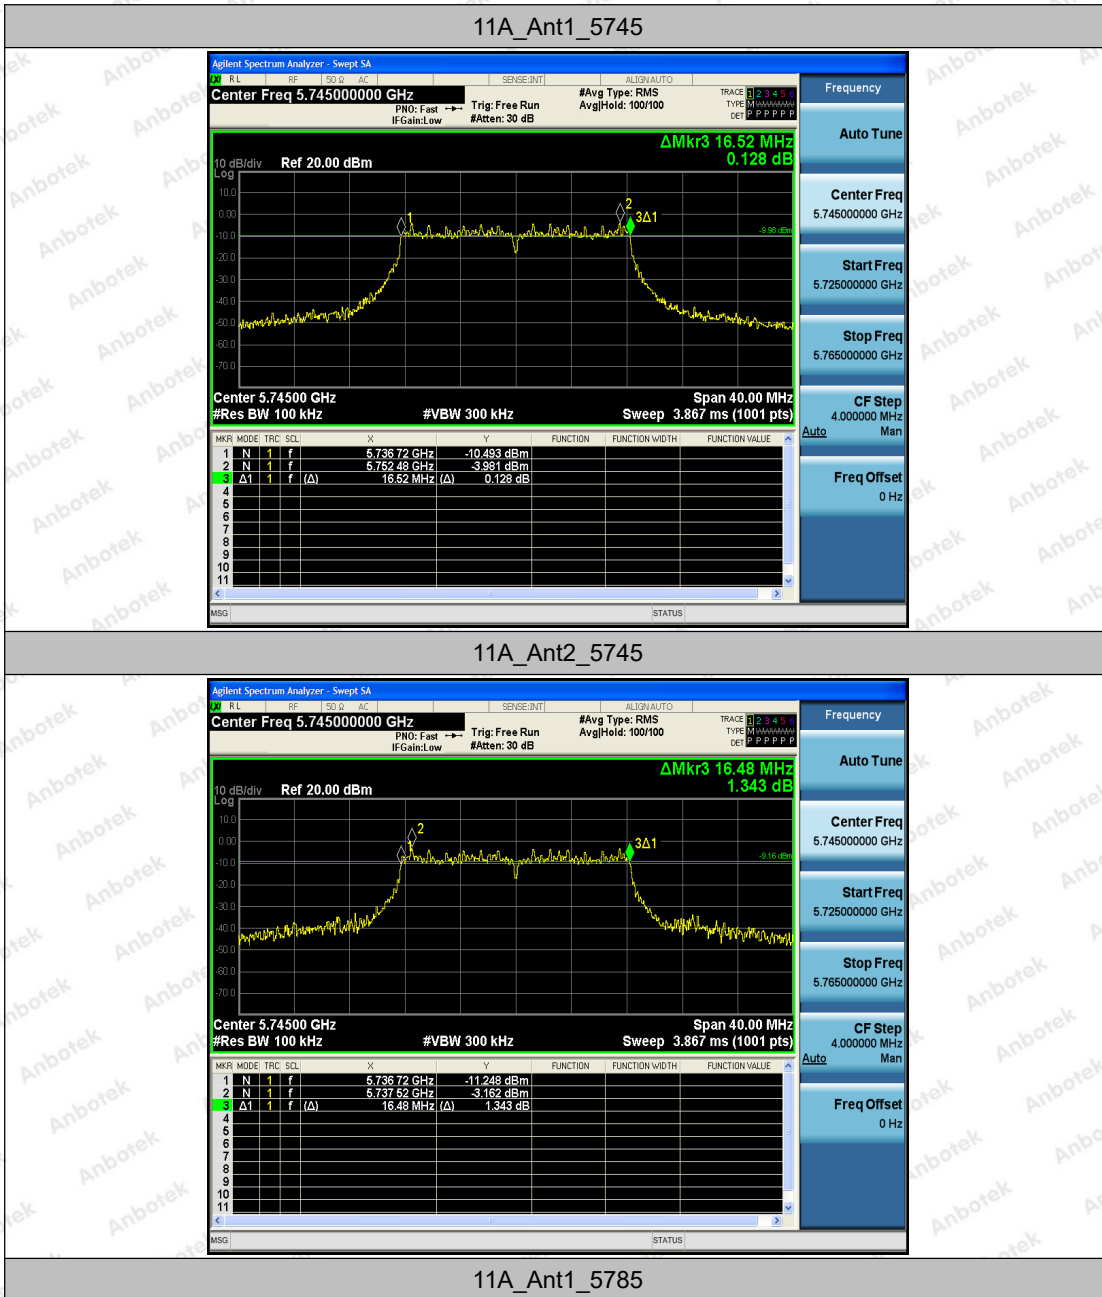 11A_Ant1_5745
Agilent Spectrum Analyzer - Swept SA
LXI RL RF 50 Ω AC SENSE:INT ALIGNAUTO
Center Freq 5.745000000 GHz
PNO: Fast
IFGain:Low
Trig: Free Run
#Atten: 30 dB
#Avg Type: RMS
Avg|Hold: 100/100
TRACE 1 2 3 4 5 6
TYPE M
DET P P P P P P
ΔMkr3 16.52 MHz
0.128 dB
10 dB/div Ref 20.00 dBm
Log
10.0
0.00
-10.0
-20.0
-30.0
-40.0
-50.0
-60.0
-70.0
1
2
3Δ1
-9.98 dBm
Center 5.74500 GHz Span 40.00 MHz
#Res BW 100 kHz #VBW 300 kHz Sweep 3.867 ms (1001 pts)
MKR MODE TRC SCL X Y FUNCTION FUNCTION WIDTH FUNCTION VALUE
1 N 1 f 5.736 72 GHz -10.493 dBm
2 N 1 f 5.752 48 GHz -3.981 dBm
3 Δ1 1 f (Δ) 16.52 MHz (Δ) 0.128 dB
4
5
6
7
8
9
10
11
MSG STATUS
Frequency
Auto Tune
Center Freq
5.745000000 GHz
Start Freq
5.725000000 GHz
Stop Freq
5.765000000 GHz
CF Step
4.000000 MHz
Auto Man
Freq Offset
0 Hz
11A_Ant2_5745
Agilent Spectrum Analyzer - Swept SA
LXI RL RF 50 Ω AC SENSE:INT ALIGNAUTO
Center Freq 5.745000000 GHz
PNO: Fast
IFGain:Low
Trig: Free Run
#Atten: 30 dB
#Avg Type: RMS
Avg|Hold: 100/100
TRACE 1 2 3 4 5 6
TYPE M
DET P P P P P P
ΔMkr3 16.48 MHz
1.343 dB
10 dB/div Ref 20.00 dBm
Log
10.0
0.00
-10.0
-20.0
-30.0
-40.0
-50.0
-60.0
-70.0
2
3Δ1
-9.16 dBm
Center 5.74500 GHz Span 40.00 MHz
#Res BW 100 kHz #VBW 300 kHz Sweep 3.867 ms (1001 pts)
MKR MODE TRC SCL X Y FUNCTION FUNCTION WIDTH FUNCTION VALUE
1 N 1 f 5.736 72 GHz -11.248 dBm
2 N 1 f 5.737 52 GHz -3.162 dBm
3 Δ1 1 f (Δ) 16.48 MHz (Δ) 1.343 dB
4
5
6
7
8
9
10
11
MSG STATUS
Frequency
Auto Tune
Center Freq
5.745000000 GHz
Start Freq
5.725000000 GHz
Stop Freq
5.765000000 GHz
CF Step
4.000000 MHz
Auto Man
Freq Offset
0 Hz
11A_Ant1_5785